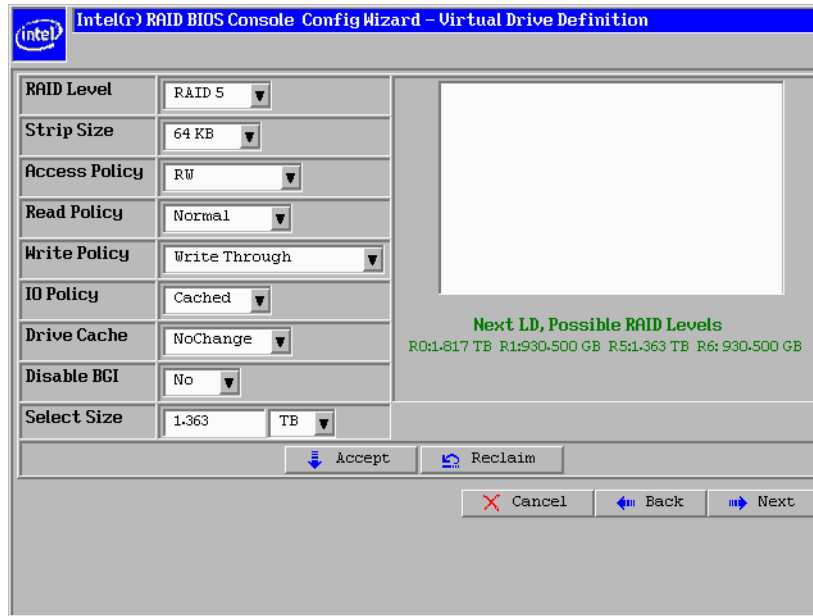 intel
Intel(r) RAID BIOS Console Config Wizard – Virtual Drive Definition
RAID Level RAID 5
Strip Size 64 KB
Access Policy RW
Read Policy Normal
Write Policy Write Through
IO Policy Cached
Drive Cache NoChange
Disable BGI No
Select Size 1.363 TB
Next LD, Possible RAID Levels
R0:1.817 TB R1:930.500 GB R5:1.363 TB R6: 930.500 GB
Accept Reclaim
Cancel Back Next